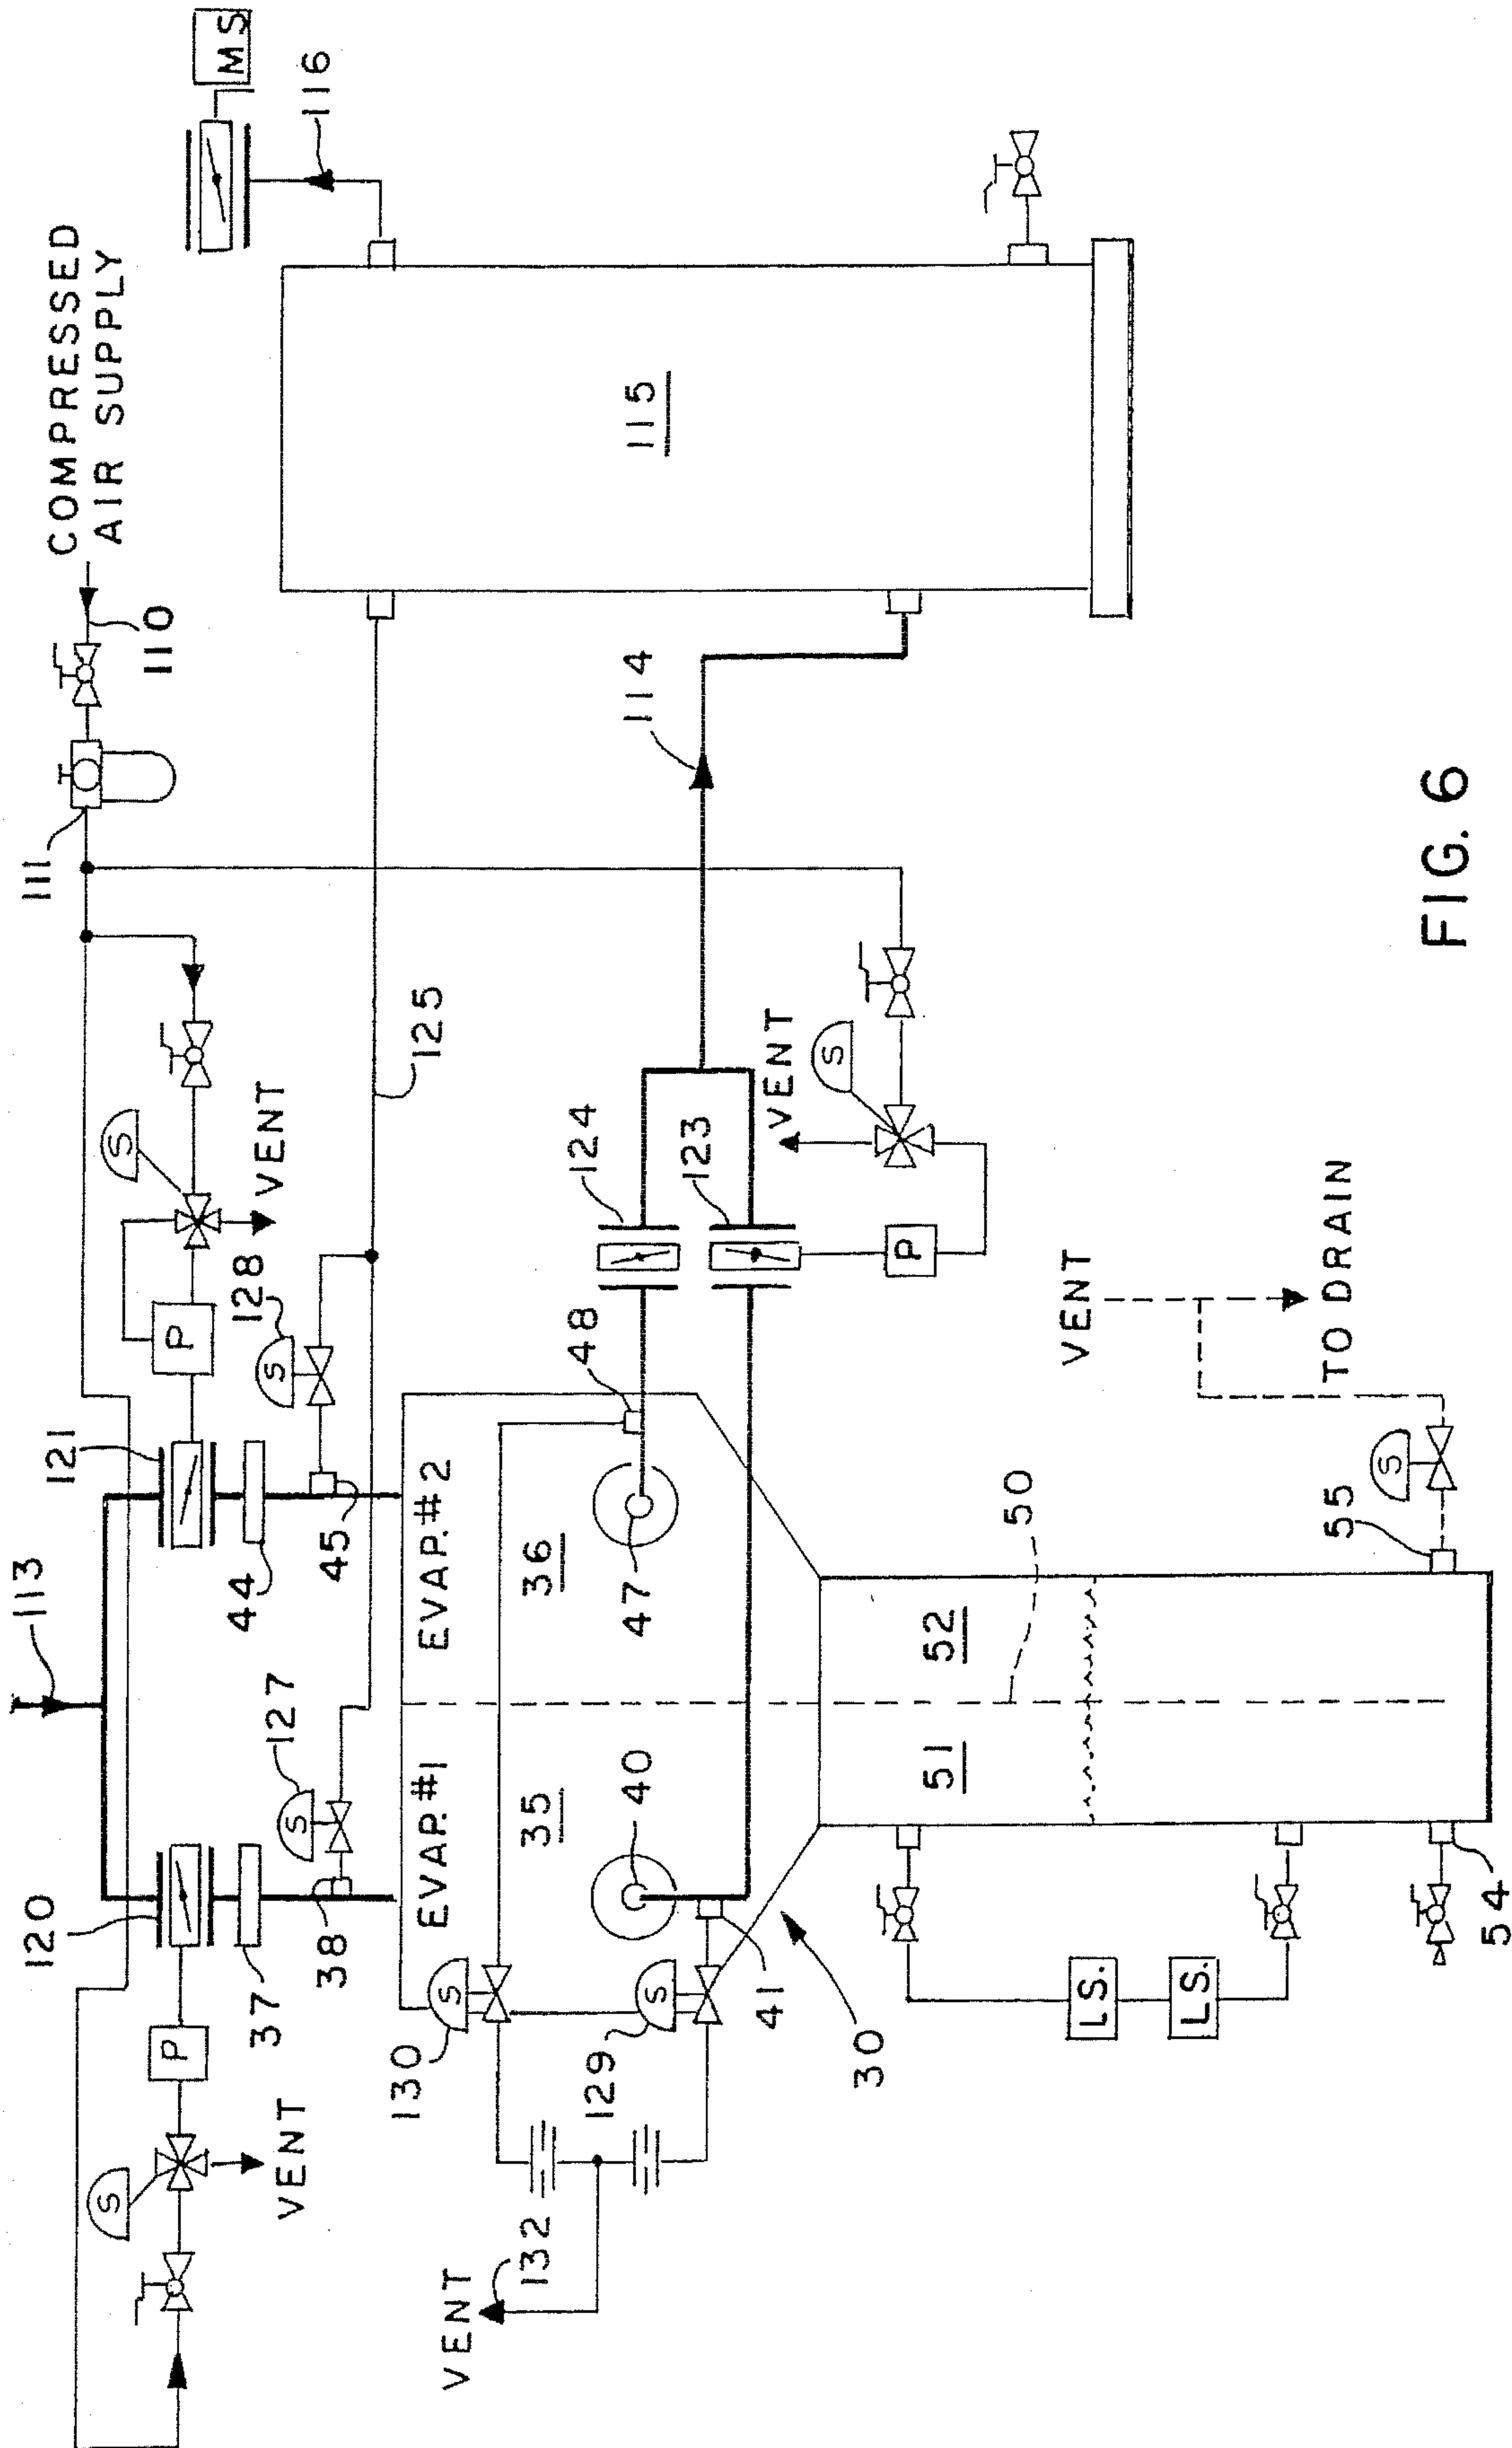 COMPRESSED
AIR SUPPLY
MS
116
110
111
115
113
121
120
128
S
VENT
P
44
45
125
114
127
S
S
38
37
P
S
VENT
EVAP. #1
EVAP. #2
35
36
40
47
48
124
123
VENT
S
P
130
S
129
S
41
30
132
VENT
51
52
50
54
55
S
L.S.
L.S.
VENT
TO DRAIN
FIG. 6